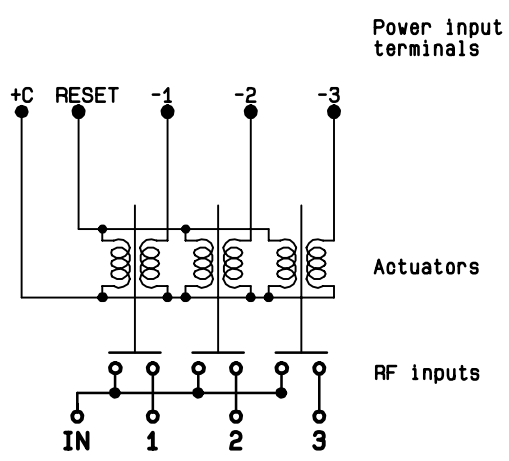 Power input
terminals
+C RESET -1 -2 -3
Actuators
RF inputs
IN 1 2 3